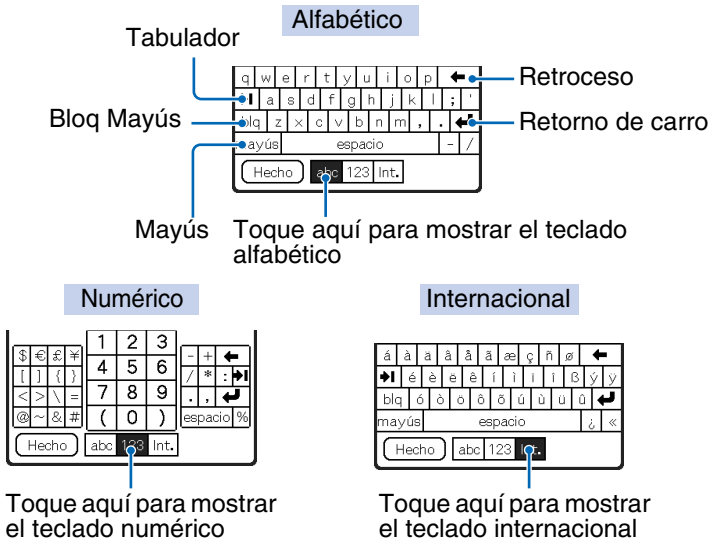 Alfabético
Tabulador
q w e r t y u i o p
Retroceso
a s d f g h j k l ; '
Bloq Mayús
blq z x c v b n m , .
Retorno de carro
mayús espacio - /
Hecho abc 123 Int.
Mayús
Toque aquí para mostrar el teclado
alfabético
Numérico
Internacional
1 2 3
$ € £ ¥ - +
4 5 6
[ ] { } / * :
7 8 9
< > \ = . ,
( 0 )
@ ~ & # espacio %
Hecho abc 123 Int.
á à ä â å ã æ ç ñ ø
é è ë ê í ì ï î ß ý ÿ
blq ó ò ö ô õ ú ù ü û
mayús espacio ¿ «
Hecho abc 123 Int.
Toque aquí para mostrar
el teclado numérico
Toque aquí para mostrar
el teclado internacional